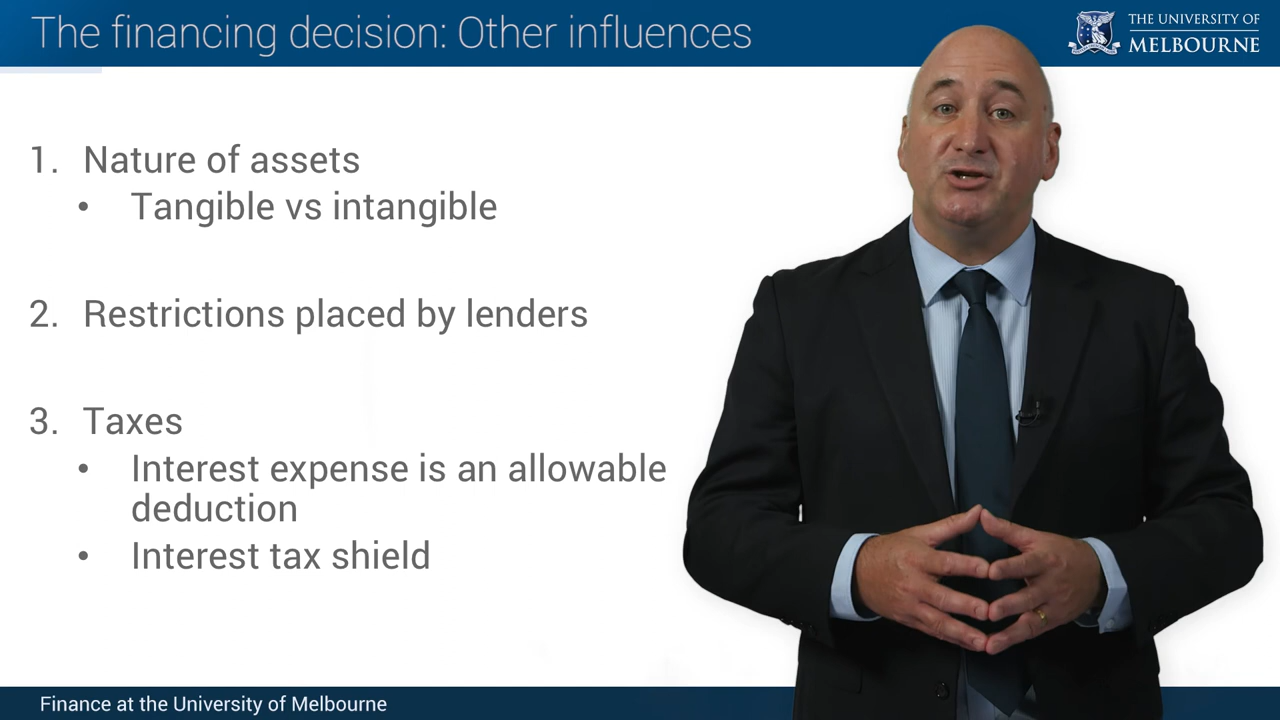 The financing decision: Other influences
THE UNIVERSITY OF
MELBOURNE
1. Nature of assets
• Tangible vs intangible
2. Restrictions placed by lenders
3. Taxes
• Interest expense is an allowable
deduction
• Interest tax shield
Finance at the University of Melbourne